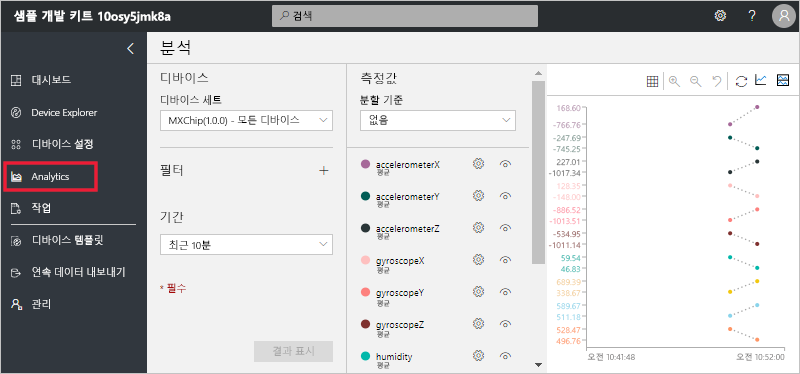 샘플 개발 키트 10osy5jmk8a
검색
?
대시보드
Device Explorer
디바이스 설정
Analytics
작업
디바이스 템플릿
연속 데이터 내보내기
관리
분석
디바이스
디바이스 세트
MXChip(1.0.0) - 모든 디바이스
필터
기간
최근 10분
* 필수
결과 표시
측정값
분할 기준
없음
accelerometerX
평균
accelerometerY
평균
accelerometerZ
평균
gyroscopeX
평균
gyroscopeY
평균
gyroscopeZ
평균
humidity
평균
168.60
-766.76
-247.69
-745.25
227.01
-1017.34
128.35
-148.00
-886.52
-1013.51
-534.95
-1011.14
59.54
46.83
689.39
338.67
589.67
511.18
528.47
496.76
오전 10:41:48
오전 10:52:00